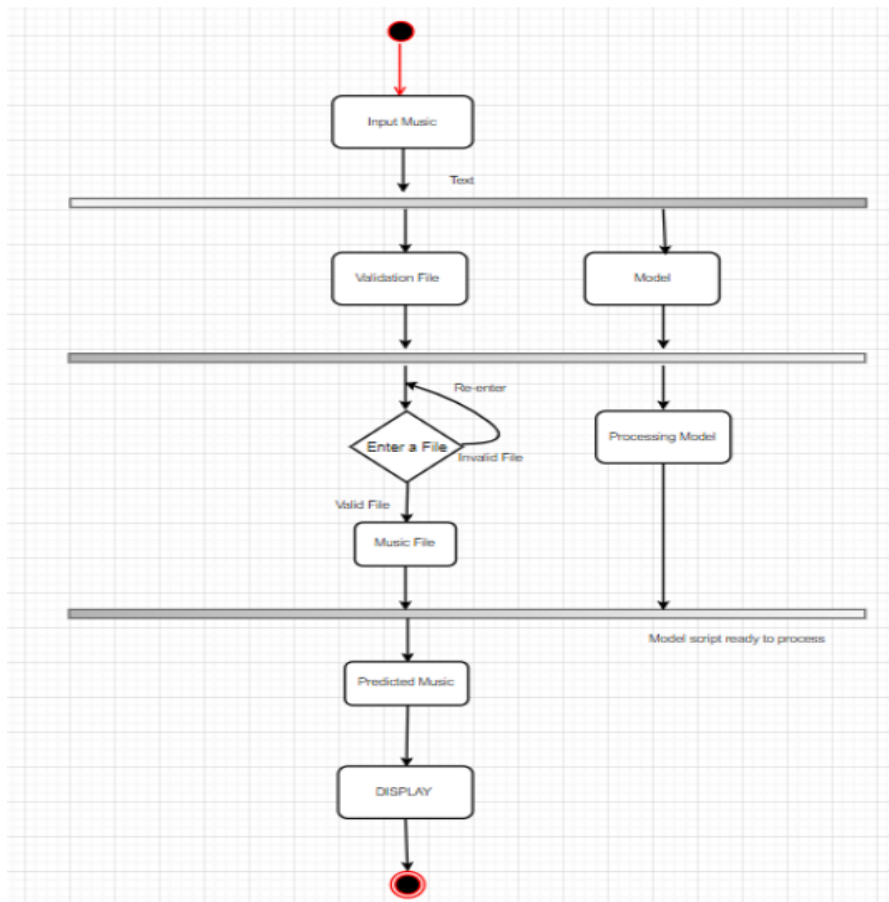 Input Music
Text
Validation File
Model
Re-enter
Enter a File
Processing Model
Invalid File
Valid File
Music File
Model script ready to process
Predicted Music
DISPLAY